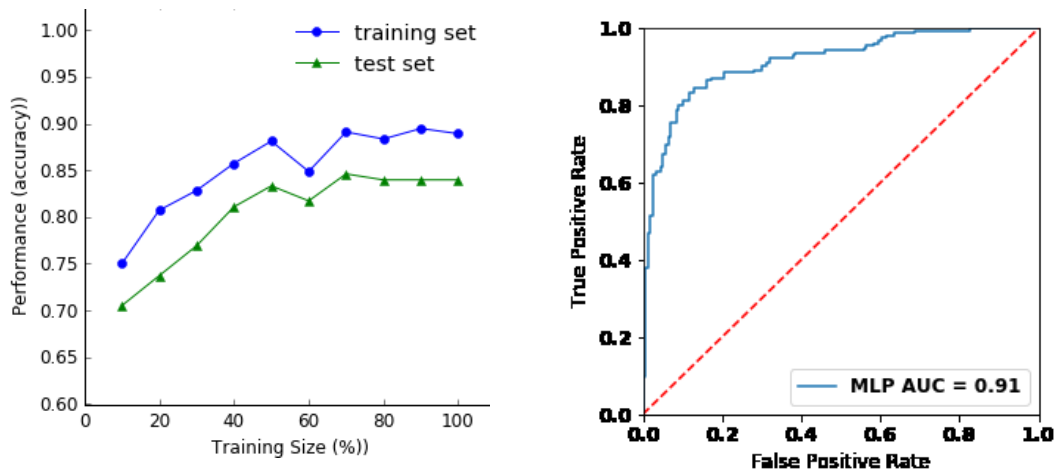 training set
test set
1.00
0.95
0.90
0.85
0.80
0.75
0.70
0.65
0.60
Performance (accuracy))
0 20 40 60 80 100
Training Size (%))
1.0
0.8
0.6
0.4
0.2
0.0
True Positive Rate
MLP AUC = 0.91
0.0 0.2 0.4 0.6 0.8 1.0
False Positive Rate